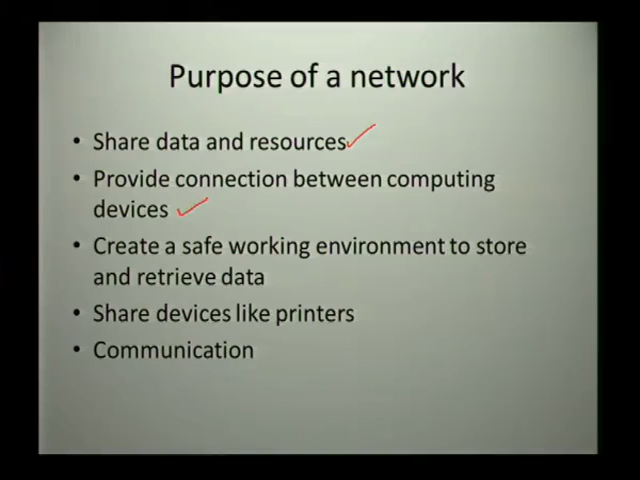 Purpose of a network
• Share data and resources
• Provide connection between computing
devices
• Create a safe working environment to store
and retrieve data
• Share devices like printers
• Communication